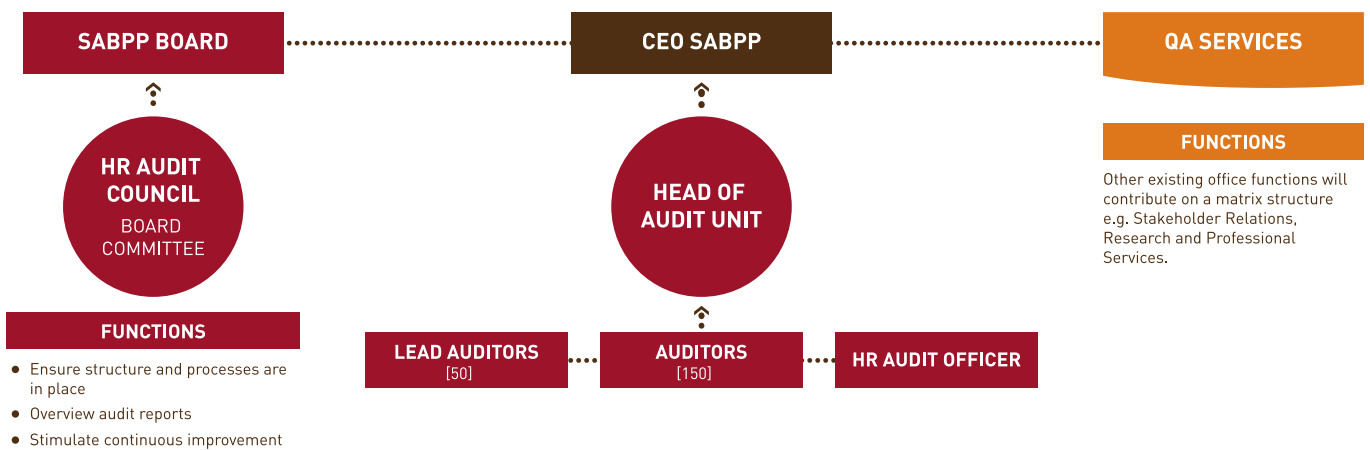 SABPP BOARD
CEO SABPP
QA SERVICES
HR AUDIT
COUNCIL
BOARD
COMMITTEE
HEAD OF
AUDIT UNIT
FUNCTIONS
Other existing office functions will
contribute on a matrix structure
e.g. Stakeholder Relations,
Research and Professional
Services.
FUNCTIONS
• Ensure structure and processes are
in place
• Overview audit reports
• Stimulate continuous improvement
LEAD AUDITORS
[50]
AUDITORS
[150]
HR AUDIT OFFICER